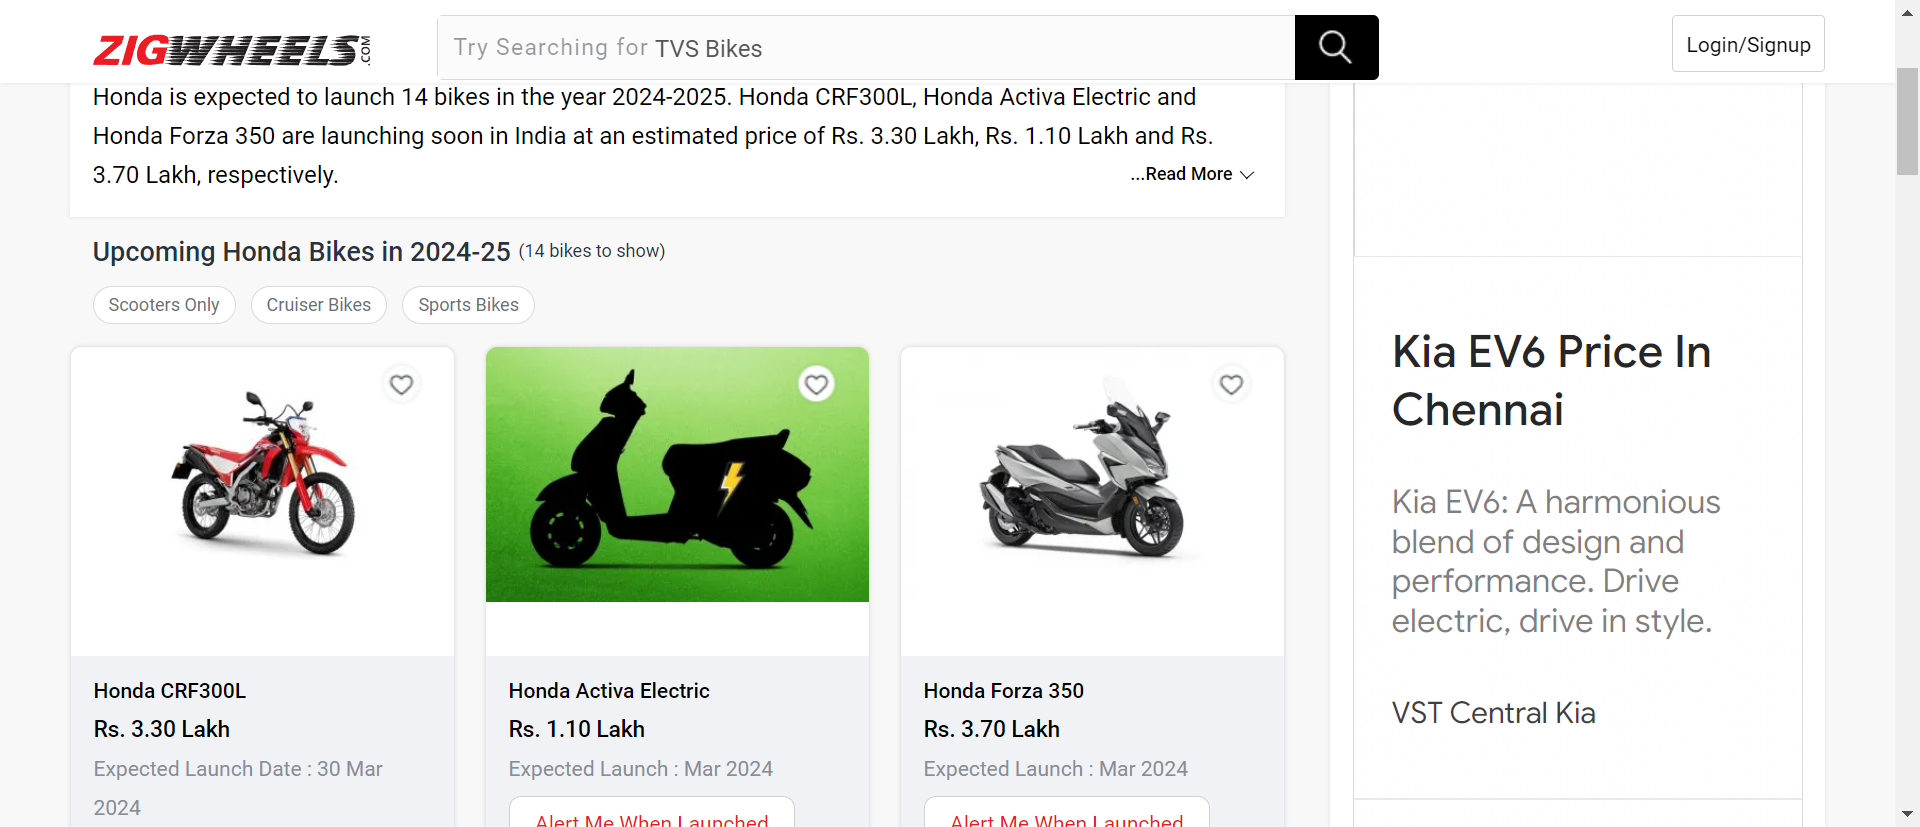 ZIGWHEELS.COM
Try Searching for TVS Bikes
Login/Signup
Honda is expected to launch 14 bikes in the year 2024-2025. Honda CRF300L, Honda Activa Electric and
Honda Forza 350 are launching soon in India at an estimated price of Rs. 3.30 Lakh, Rs. 1.10 Lakh and Rs.
3.70 Lakh, respectively.
...Read More
Upcoming Honda Bikes in 2024-25 (14 bikes to show)
Scooters Only
Cruiser Bikes
Sports Bikes
Honda CRF300L
Rs. 3.30 Lakh
Expected Launch Date : 30 Mar
2024
Honda Activa Electric
Rs. 1.10 Lakh
Expected Launch : Mar 2024
Alert Me When Launched
Honda Forza 350
Rs. 3.70 Lakh
Expected Launch : Mar 2024
Alert Me When Launched
Kia EV6 Price In
Chennai
Kia EV6: A harmonious
blend of design and
performance. Drive
electric, drive in style.
VST Central Kia